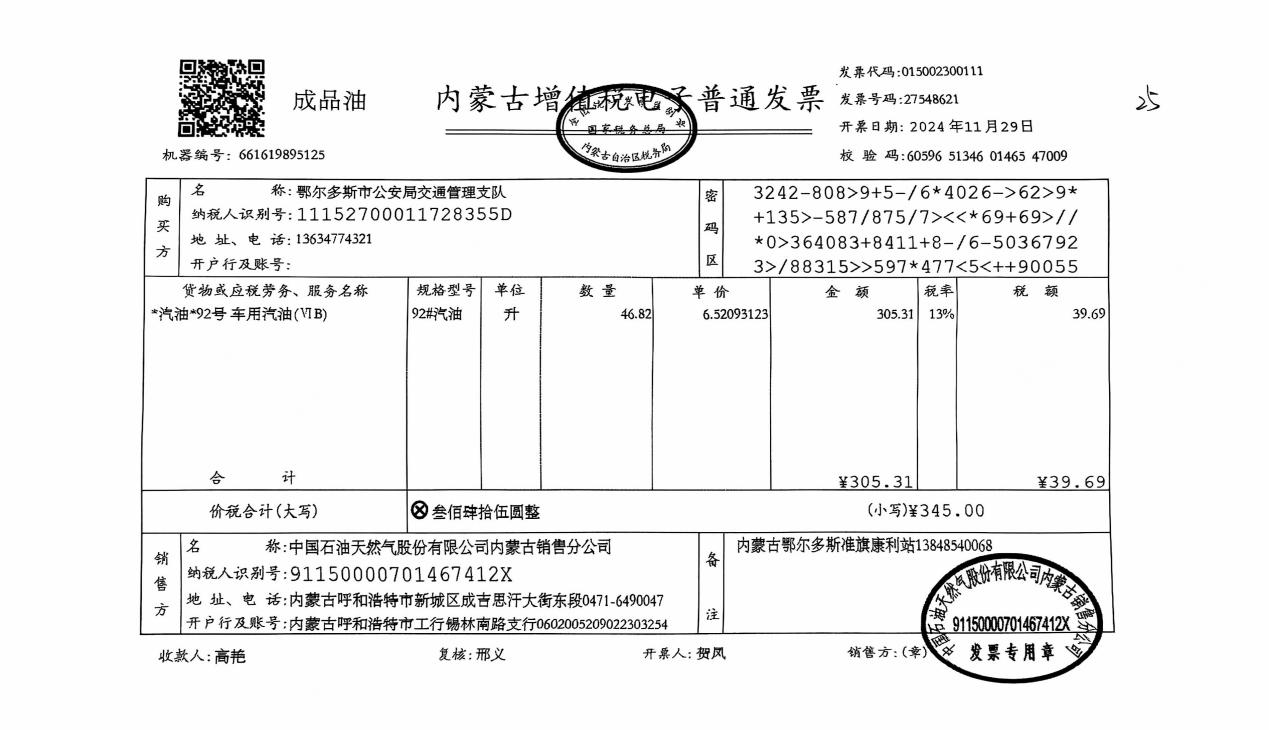 成品油
内蒙古增值税电子普通发票
全国统一发票监制章
国家税务总局
内蒙古自治区税务局
发票代码:015002300111
发票号码:27548621
开票日期: 2024 年11月29日
校 验 码:60596 51346 01465 47009
25
机器编号: 661619895125
购买方
名 称: 鄂尔多斯市公安局交通管理支队
纳税人识别号: 11152700011728355D
地 址、电 话: 13634774321
开户行及账号:
密码区
3242-808>9+5-/6*4026->62>9*
+135>-587/875/7><<*69+69>//
*0>364083+8411+8-/6-5036792
3>/88315>>597*477<5<++90055
货物或应税劳务、服务名称 规格型号 单位 数 量 单 价 金 额 税率 税 额
*汽油*92号 车用汽油(ⅥB) 92#汽油 升 46.82 6.52093123 305.31 13% 39.69
合 计 ¥305.31 ¥39.69
价税合计(大写) ⊗叁佰肆拾伍圆整 (小写)¥345.00
销售方
名 称:中国石油天然气股份有限公司内蒙古销售分公司
纳税人识别号:91150000701467412X
地 址、电 话:内蒙古呼和浩特市新城区成吉思汗大街东段0471-6490047
开户行及账号:内蒙古呼和浩特市工行锡林南路支行0602005209022303254
备注
内蒙古鄂尔多斯准旗康利站13848540068
中国石油天然气股份有限公司内蒙古销售分公司
91150000701467412X
发票专用章
收款人:高艳 复核:邢义 开票人:贺凤 销售方:(章)